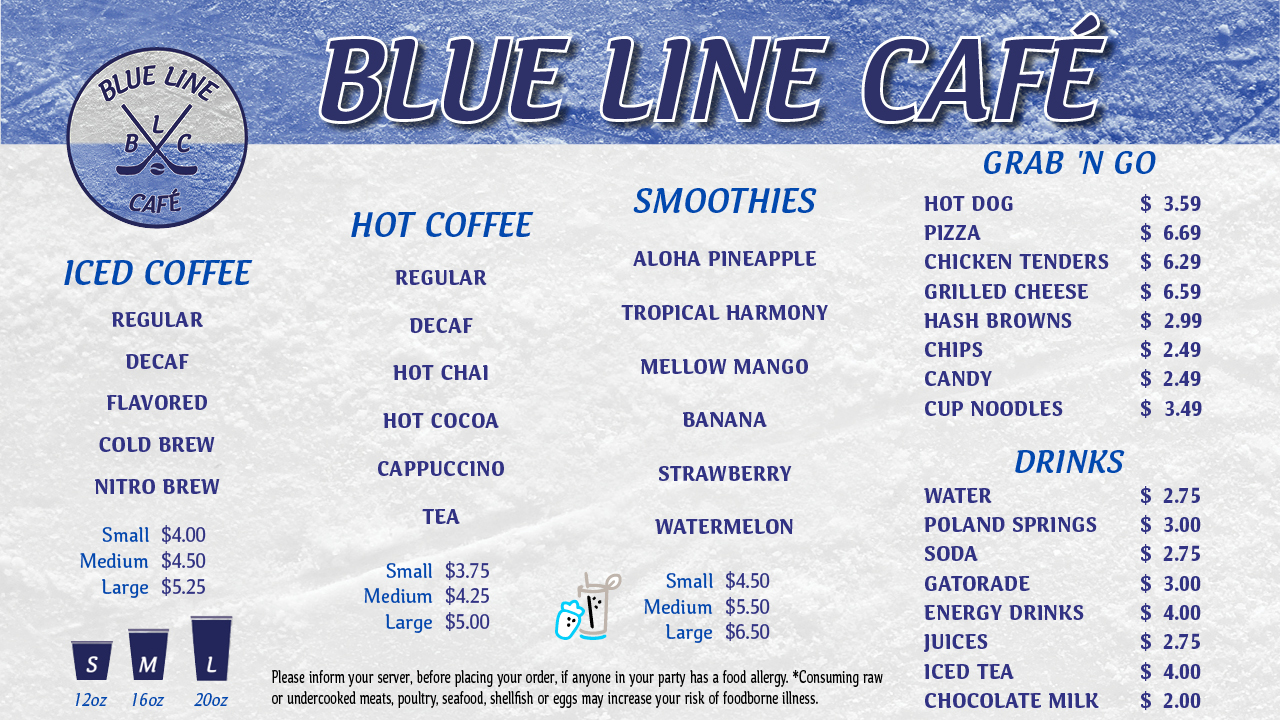 BLUE LINE CAFÉ
BLUE LINE
B L C
CAFÉ
ICED COFFEE
REGULAR
DECAF
FLAVORED
COLD BREW
NITRO BREW
Small $4.00
Medium $4.50
Large $5.25
S M L
12oz 16oz 20oz
HOT COFFEE
REGULAR
DECAF
HOT CHAI
HOT COCOA
CAPPUCCINO
TEA
Small $3.75
Medium $4.25
Large $5.00
SMOOTHIES
ALOHA PINEAPPLE
TROPICAL HARMONY
MELLOW MANGO
BANANA
STRAWBERRY
WATERMELON
Small $4.50
Medium $5.50
Large $6.50
Please inform your server, before placing your order, if anyone in your party has a food allergy. *Consuming raw
or undercooked meats, poultry, seafood, shellfish or eggs may increase your risk of foodborne illness.
GRAB 'N GO
HOT DOG $ 3.59
PIZZA $ 6.69
CHICKEN TENDERS $ 6.29
GRILLED CHEESE $ 6.59
HASH BROWNS $ 2.99
CHIPS $ 2.49
CANDY $ 2.49
CUP NOODLES $ 3.49
DRINKS
WATER $ 2.75
POLAND SPRINGS $ 3.00
SODA $ 2.75
GATORADE $ 3.00
ENERGY DRINKS $ 4.00
JUICES $ 2.75
ICED TEA $ 4.00
CHOCOLATE MILK $ 2.00